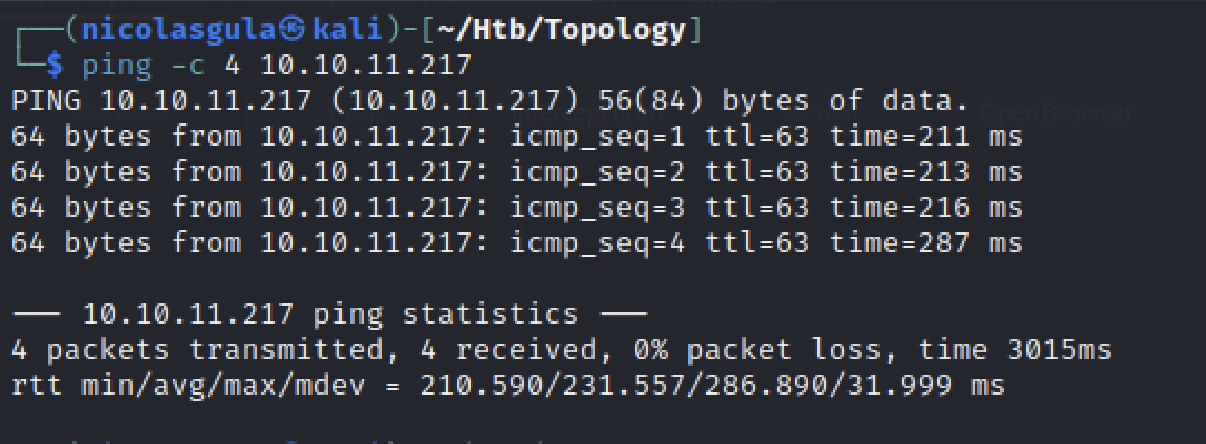 ┌──(nicolasgula㉿kali)-[~/Htb/Topology]
└─$ ping -c 4 10.10.11.217
PING 10.10.11.217 (10.10.11.217) 56(84) bytes of data.
Open Browser
64 bytes from 10.10.11.217: icmp_seq=1 ttl=63 time=211 ms
64 bytes from 10.10.11.217: icmp_seq=2 ttl=63 time=213 ms
64 bytes from 10.10.11.217: icmp_seq=3 ttl=63 time=216 ms
64 bytes from 10.10.11.217: icmp_seq=4 ttl=63 time=287 ms
--- 10.10.11.217 ping statistics ---
4 packets transmitted, 4 received, 0% packet loss, time 3015ms
rtt min/avg/max/mdev = 210.590/231.557/286.890/31.999 ms